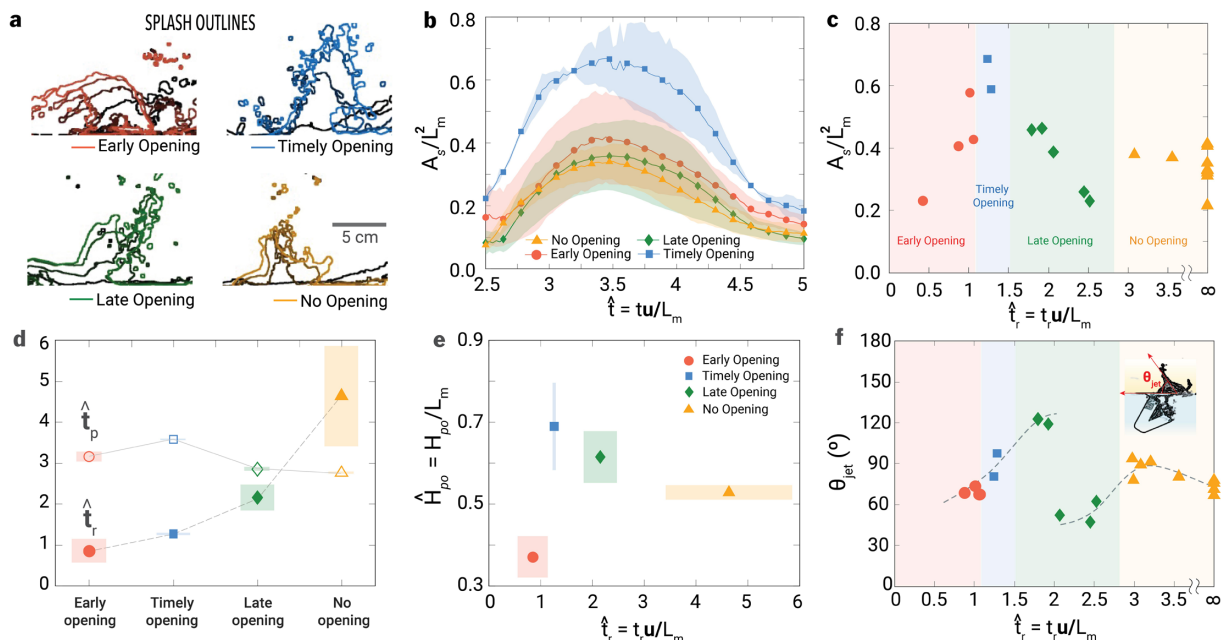 a
SPLASH OUTLINES
Early Opening
Timely Opening
Late Opening
5 cm
No Opening
b
A_s/L²_m
0.8
0.6
0.4
0.2
0.0
No Opening
Early Opening
Late Opening
Timely Opening
2.5 3 3.5 4 4.5 5
t̂ = tu/L_m
c
A_s/L²_m
0.8
0.6
0.4
0.2
0.0
Early Opening
Timely Opening
Late Opening
No Opening
0 0.5 1 1.5 2 2.5 3 3.5 ∞
t̂_r = t_ru/L_m
d
6
5
4
3
2
1
0
t̂_p
t̂_r
Early opening
Timely opening
Late opening
No opening
e
Ĥ_po = H_po/L_m
0.9
0.7
0.5
0.3
Early Opening
Timely Opening
Late Opening
No Opening
0 1 2 3 4 5 6
t̂_r = t_ru/L_m
f
θ_jet (º)
180
150
120
90
60
30
0
θ_jet
0 0.5 1 1.5 2 2.5 3 3.5 ∞
t̂_r = t_ru/L_m